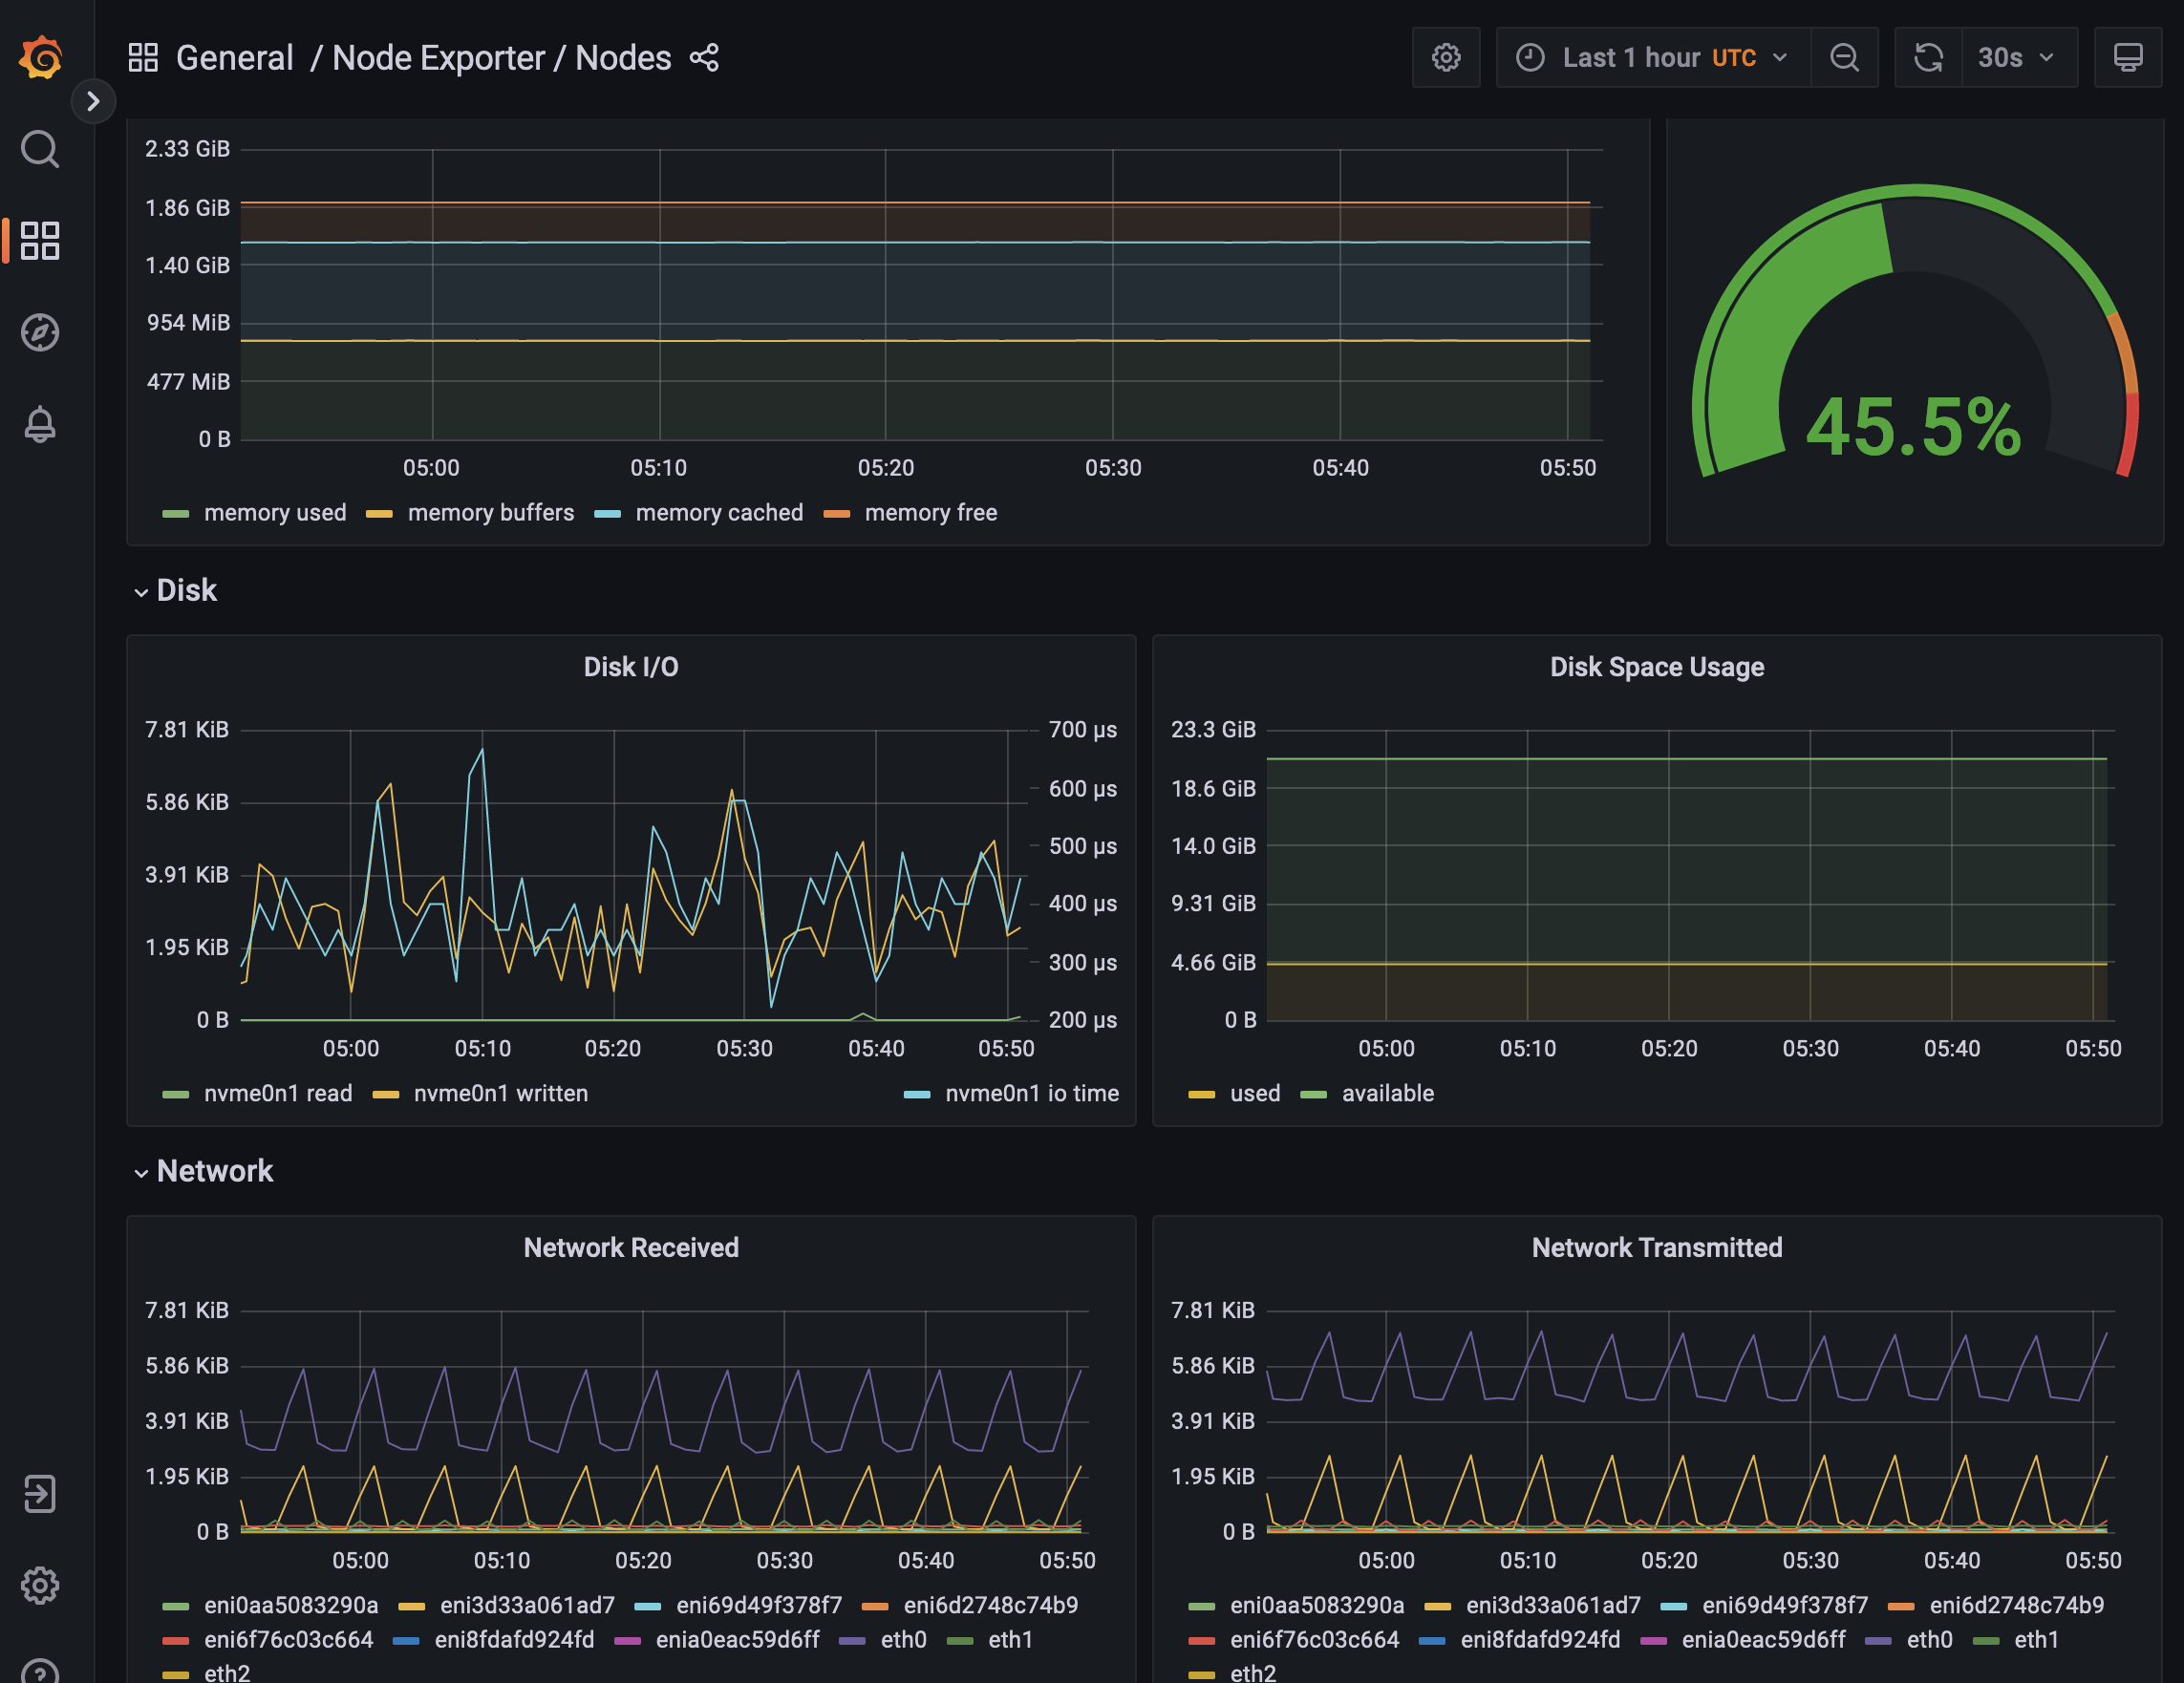 General / Node Exporter / Nodes
Last 1 hour UTC
30s
2.33 GiB
1.86 GiB
1.40 GiB
954 MiB
477 MiB
0 B
05:00 05:10 05:20 05:30 05:40 05:50
memory used memory buffers memory cached memory free
45.5%
Disk
Disk I/O
7.81 KiB
5.86 KiB
3.91 KiB
1.95 KiB
0 B
700 µs
600 µs
500 µs
400 µs
300 µs
200 µs
05:00 05:10 05:20 05:30 05:40 05:50
nvme0n1 read nvme0n1 written nvme0n1 io time
Disk Space Usage
23.3 GiB
18.6 GiB
14.0 GiB
9.31 GiB
4.66 GiB
0 B
05:00 05:10 05:20 05:30 05:40 05:50
used available
Network
Network Received
7.81 KiB
5.86 KiB
3.91 KiB
1.95 KiB
0 B
05:00 05:10 05:20 05:30 05:40 05:50
eni0aa5083290a eni3d33a061ad7 eni69d49f378f7 eni6d2748c74b9
eni6f76c03c664 eni8fdafd924fd enia0eac59d6ff eth0 eth1
eth2
Network Transmitted
7.81 KiB
5.86 KiB
3.91 KiB
1.95 KiB
0 B
05:00 05:10 05:20 05:30 05:40 05:50
eni0aa5083290a eni3d33a061ad7 eni69d49f378f7 eni6d2748c74b9
eni6f76c03c664 eni8fdafd924fd enia0eac59d6ff eth0 eth1
eth2